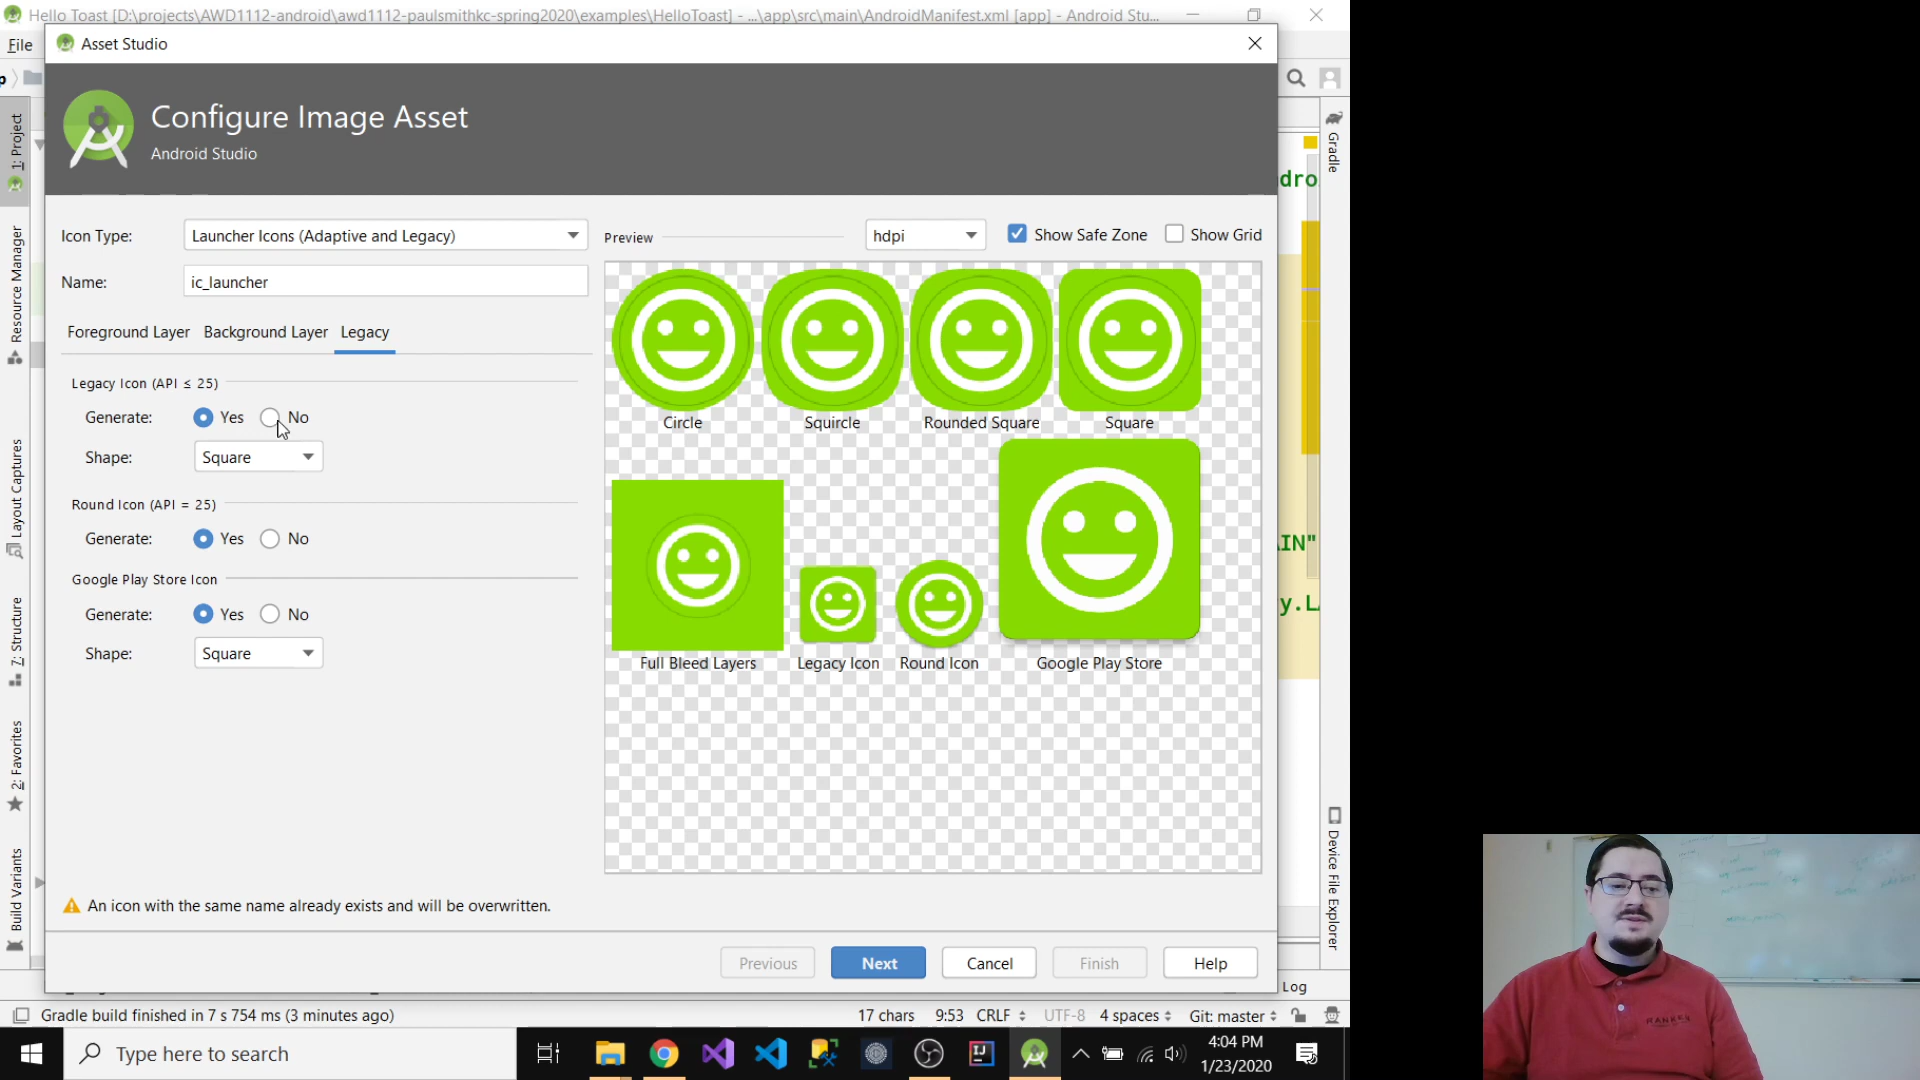 Hello Toast [D:\projects\AWD1112-android\awd1112-paulsmithkc-spring2020\examples\HelloToast] - ...\app\src\main\AndroidManifest.xml [app] - Android Stu...
File
Asset Studio
Configure Image Asset
Android Studio
Icon Type:
Launcher Icons (Adaptive and Legacy)
Name:
ic_launcher
Foreground Layer Background Layer Legacy
Legacy Icon (API ≤ 25)
Generate: Yes No
Shape: Square
Round Icon (API = 25)
Generate: Yes No
Google Play Store Icon
Generate: Yes No
Shape: Square
Preview
hdpi
Show Safe Zone
Show Grid
Circle
Squircle
Rounded Square
Square
Full Bleed Layers
Legacy Icon
Round Icon
Google Play Store
An icon with the same name already exists and will be overwritten.
Previous
Next
Cancel
Finish
Help
1: Project
Resource Manager
Layout Captures
7: Structure
2: Favorites
Build Variants
Gradle
Device File Explorer
dro
IN"
y.L
Log
Gradle build finished in 7 s 754 ms (3 minutes ago)
17 chars 9:53 CRLF UTF-8 4 spaces Git: master
Type here to search
4:04 PM
1/23/2020
RANKEN